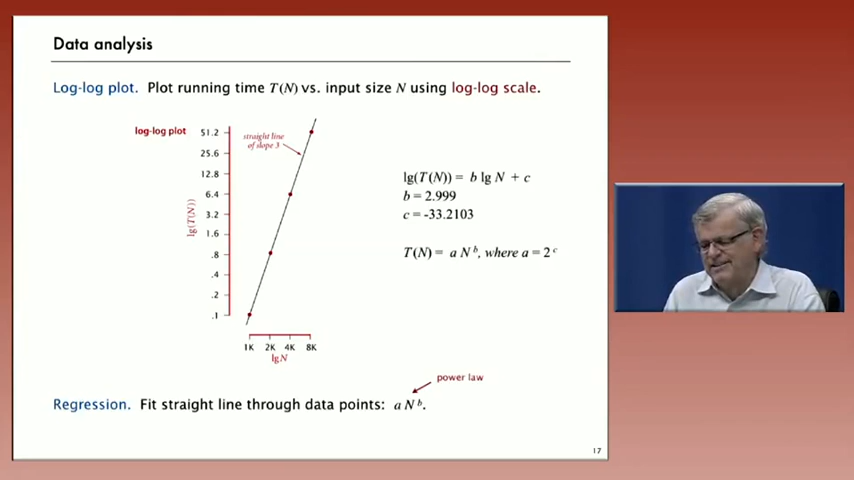 Data analysis
Log-log plot. Plot running time T(N) vs. input size N using log-log scale.
log-log plot
51.2
25.6
12.8
6.4
3.2
1.6
.8
.4
.2
.1
lg(T(N))
straight line
of slope 3
1K 2K 4K 8K
lgN
lg(T(N)) = b lg N + c
b = 2.999
c = -33.2103
T(N) = a N^b, where a = 2^c
power law
Regression. Fit straight line through data points: a N^b.
17